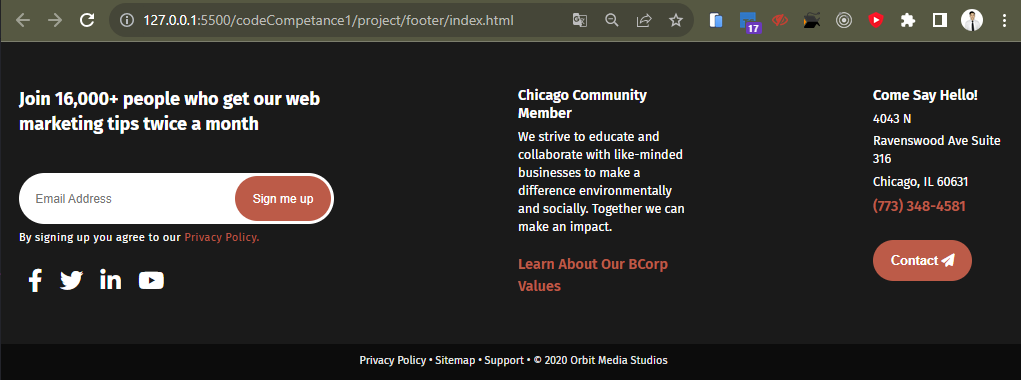 127.0.0.1:5500/codeCompetance1/project/footer/index.html
17
Join 16,000+ people who get our web
marketing tips twice a month
Email Address
Sign me up
By signing up you agree to our Privacy Policy.
Chicago Community
Member
We strive to educate and
collaborate with like-minded
businesses to make a
difference environmentally
and socially. Together we can
make an impact.
Learn About Our BCorp
Values
Come Say Hello!
4043 N
Ravenswood Ave Suite
316
Chicago, IL 60631
(773) 348-4581
Contact
Privacy Policy • Sitemap • Support • © 2020 Orbit Media Studios